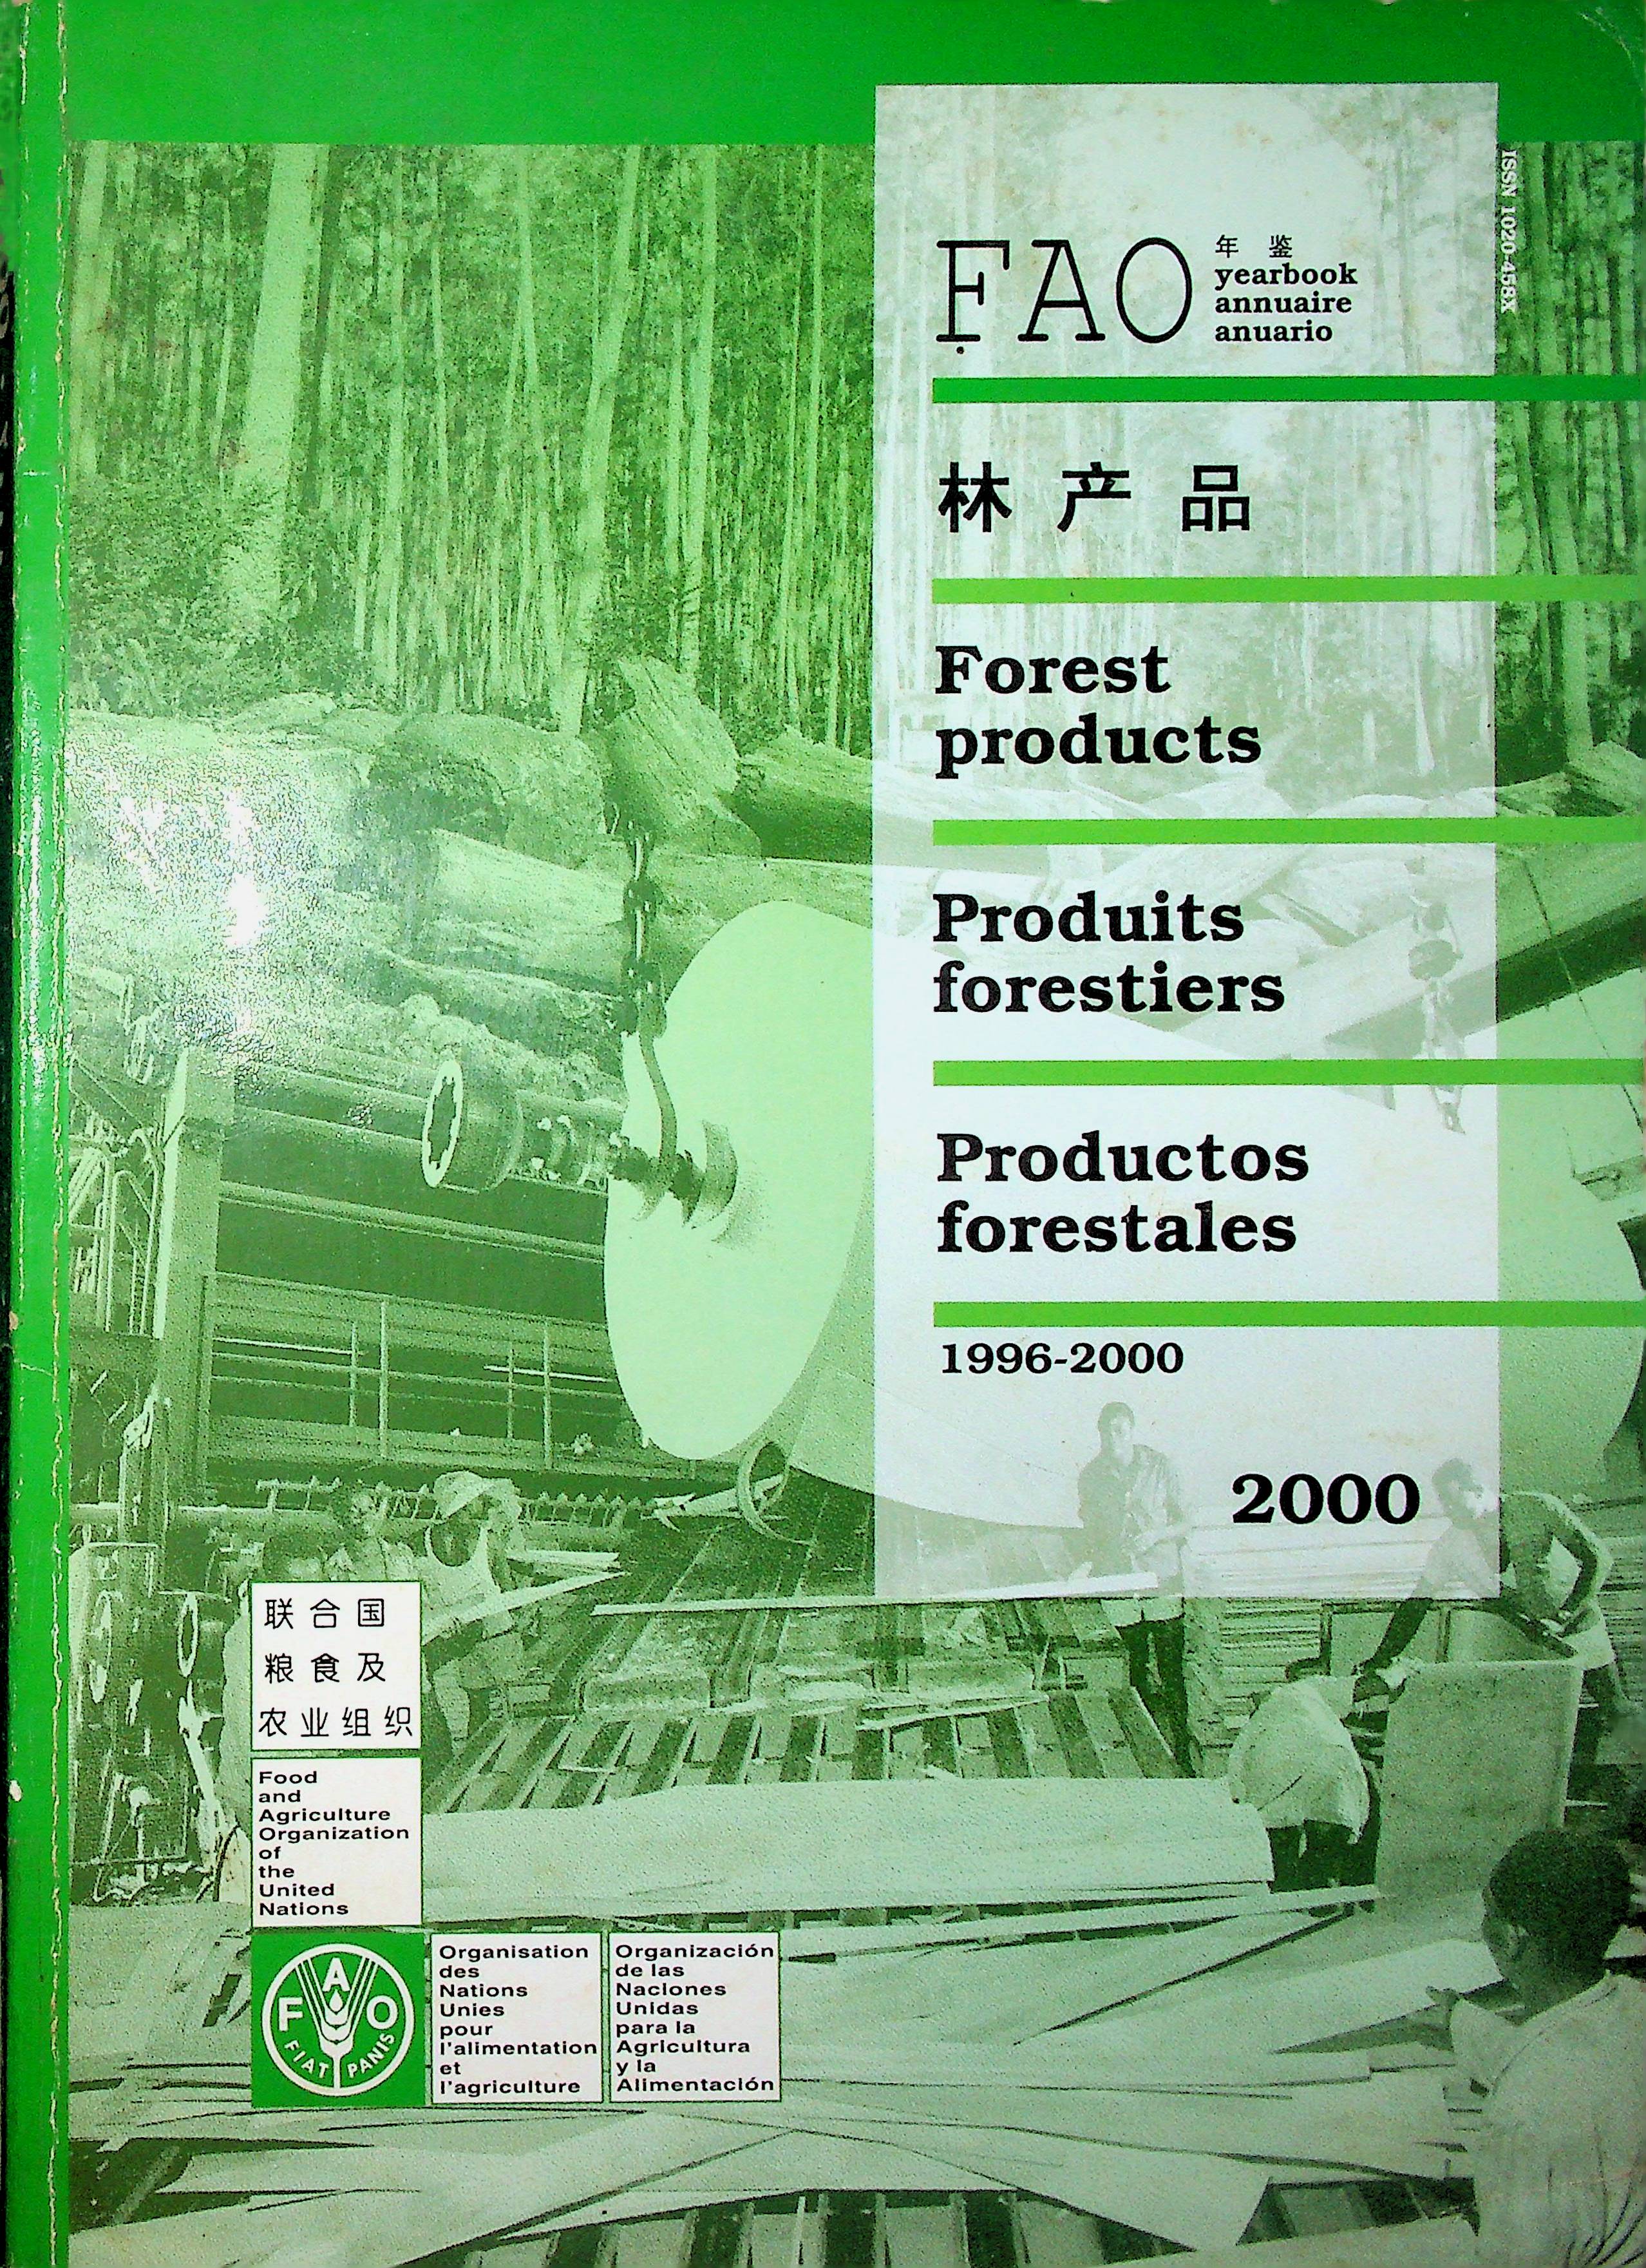 FAO
年 鉴
yearbook
annuaire
anuario
ISSN 1020-458X
林 产 品
Forest
products
Produits
forestiers
Productos
forestales
1996-2000
2000
联 合 国
粮 食 及
农 业 组 织
Food
and
Agriculture
Organization
of
the
United
Nations
F A O
FIAT PANIS
Organisation
des
Nations
Unies
pour
l'alimentation
et
l'agriculture
Organización
de las
Naciones
Unidas
para la
Agricultura
y la
Alimentación